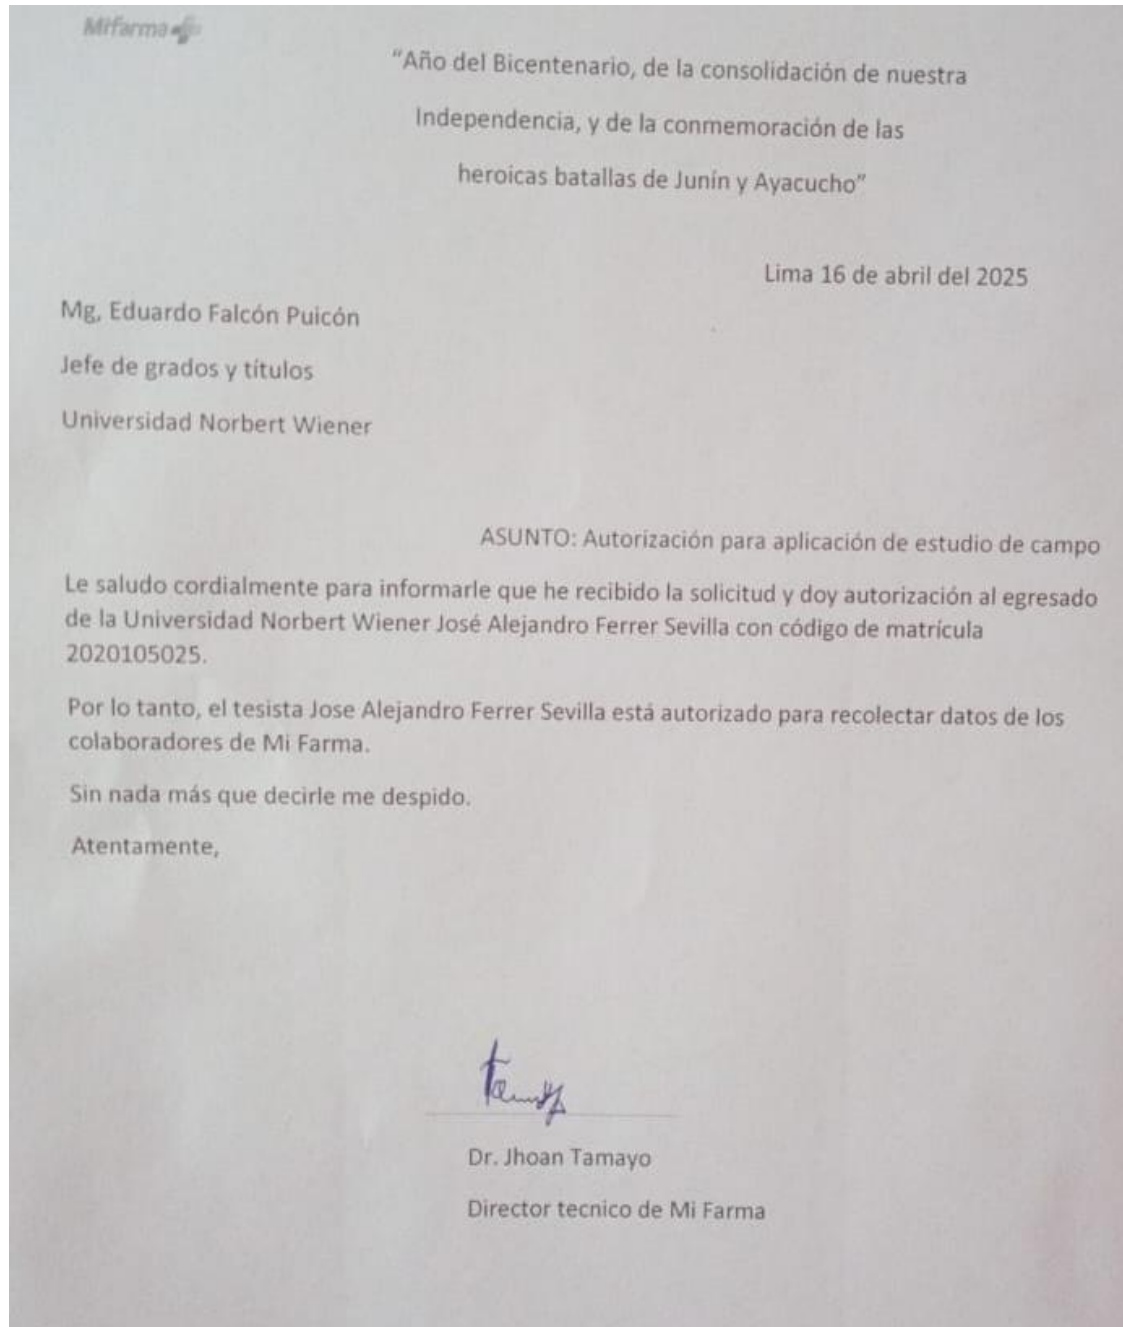 Mifarma
“Año del Bicentenario, de la consolidación de nuestra
Independencia, y de la conmemoración de las
heroicas batallas de Junín y Ayacucho”
Lima 16 de abril del 2025
Mg, Eduardo Falcón Puicón
Jefe de grados y títulos
Universidad Norbert Wiener
ASUNTO: Autorización para aplicación de estudio de campo
Le saludo cordialmente para informarle que he recibido la solicitud y doy autorización al egresado
de la Universidad Norbert Wiener José Alejandro Ferrer Sevilla con código de matrícula
2020105025.
Por lo tanto, el tesista Jose Alejandro Ferrer Sevilla está autorizado para recolectar datos de los
colaboradores de Mi Farma.
Sin nada más que decirle me despido.
Atentamente,
Dr. Jhoan Tamayo
Director tecnico de Mi Farma